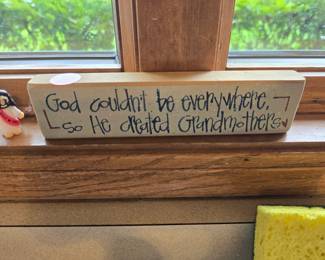 God couldn't be everywhere,
so He created Grandmothers